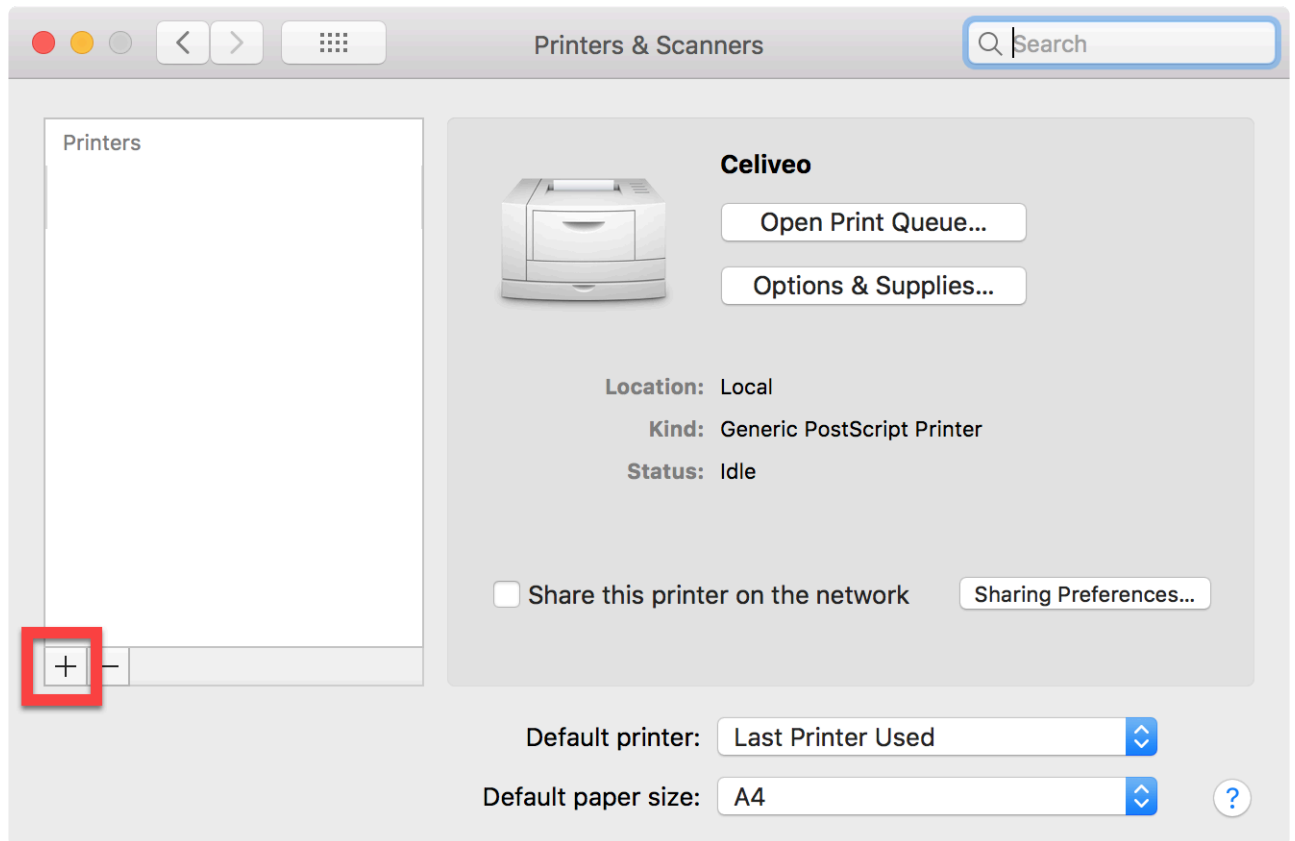 Printers & Scanners
Search
Printers
Celiveo
Open Print Queue...
Options & Supplies...
Location: Local
Kind: Generic PostScript Printer
Status: Idle
Share this printer on the network
Sharing Preferences...
+ −
Default printer: Last Printer Used
Default paper size: A4
?